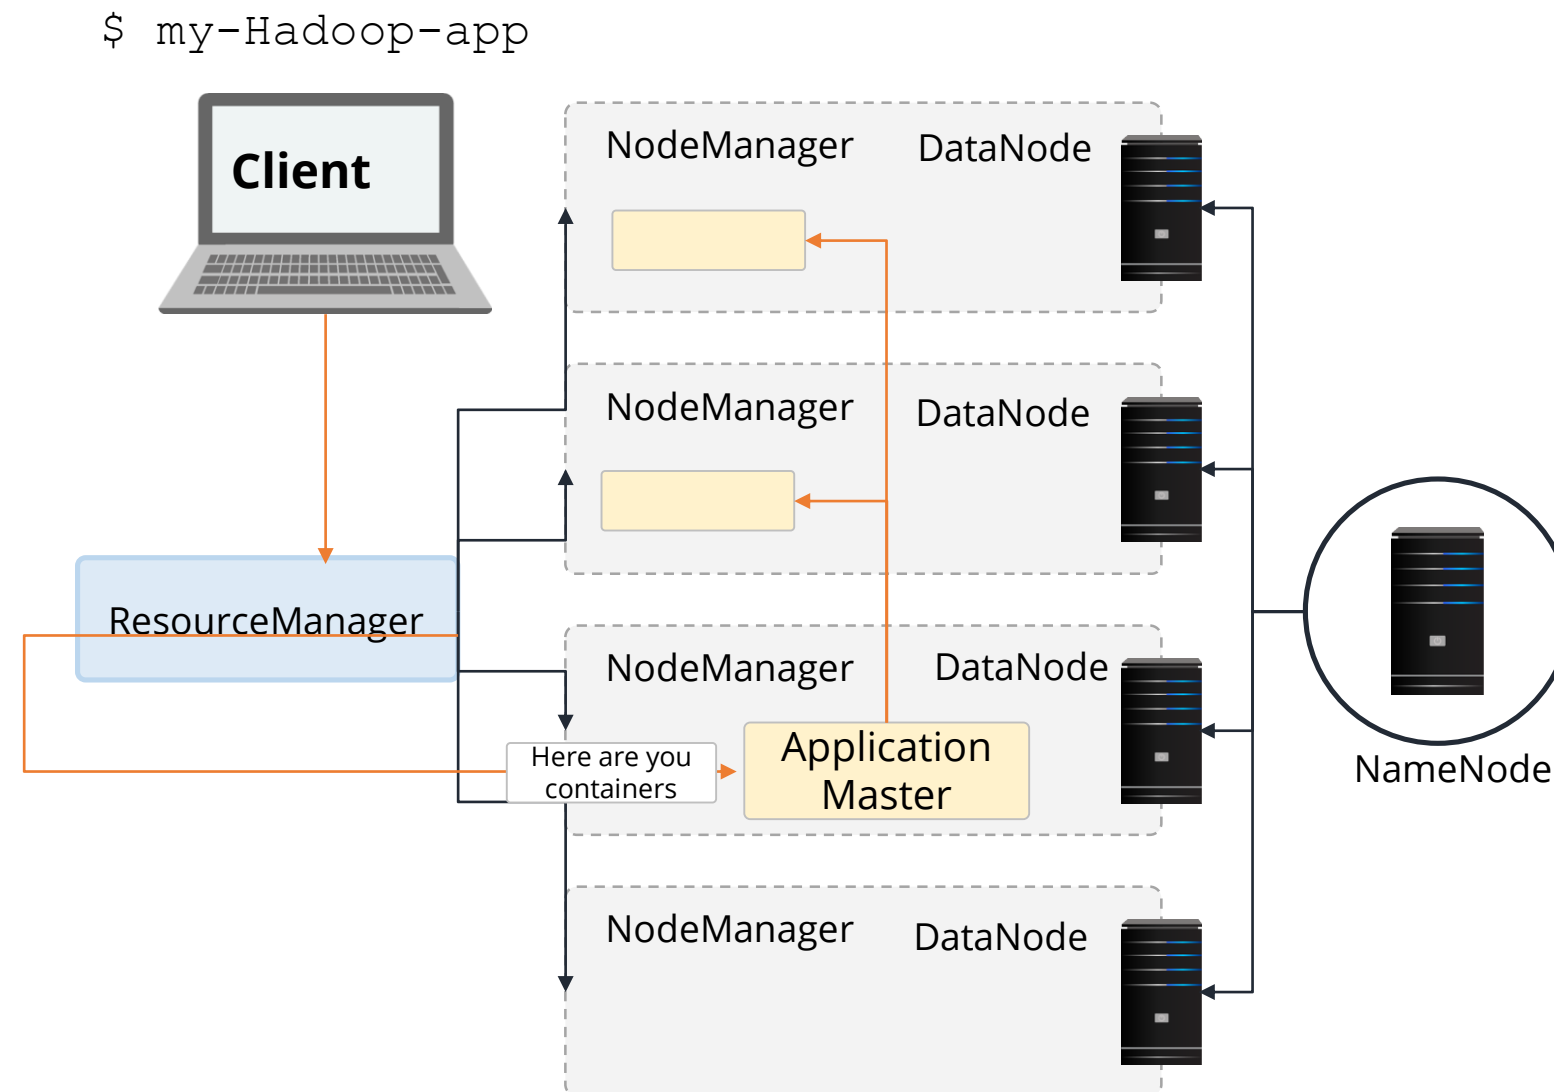 $ my-Hadoop-app
Client
NodeManager
DataNode
NodeManager
DataNode
ResourceManager
NodeManager
DataNode
Here are you
containers
Application
Master
NameNode
NodeManager
DataNode